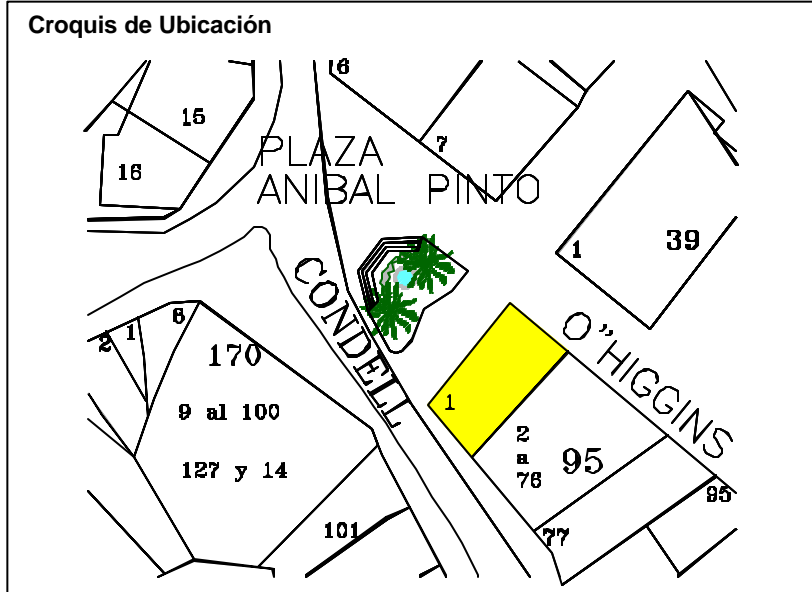 Croquis de Ubicación
6
15
16
7
PLAZA
ANIBAL PINTO
1
39
CONDELL
O"HIGGINS
2
1
6
170
9 al 100
127 y 14
101
1
2
a
76
95
77
95